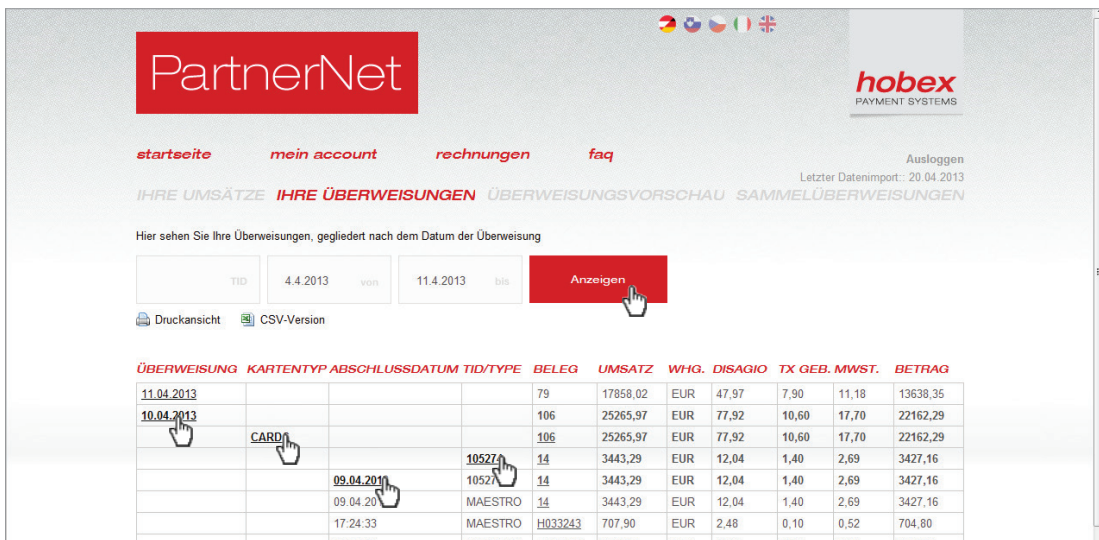 PartnerNet
hobex
PAYMENT SYSTEMS
startseite mein account rechnungen faq
Ausloggen
Letzter Datenimport:: 20.04.2013
IHRE UMSÄTZE IHRE ÜBERWEISUNGEN ÜBERWEISUNGSVORSCHAU SAMMELÜBERWEISUNGEN
Hier sehen Sie Ihre Überweisungen, gegliedert nach dem Datum der Überweisung
TID 4.4.2013 von 11.4.2013 bis Anzeigen
Druckansicht CSV-Version
ÜBERWEISUNG KARTENTYP ABSCHLUSSDATUM TID/TYPE BELEG UMSATZ WHG. DISAGIO TX GEB. MWST. BETRAG
11.04.2013 79 17858,02 EUR 47,97 7,90 11,18 13638,35
10.04.2013 106 25265,97 EUR 77,92 10,60 17,70 22162,29
106 25265,97 EUR 77,92 10,60 17,70 22162,29
14 3443,29 EUR 12,04 1,40 2,69 3427,16
14 3443,29 EUR 12,04 1,40 2,69 3427,16
MAESTRO 14 3443,29 EUR 12,04 1,40 2,69 3427,16
17:24:33 MAESTRO H033243 707,90 EUR 2,48 0,10 0,52 704,80